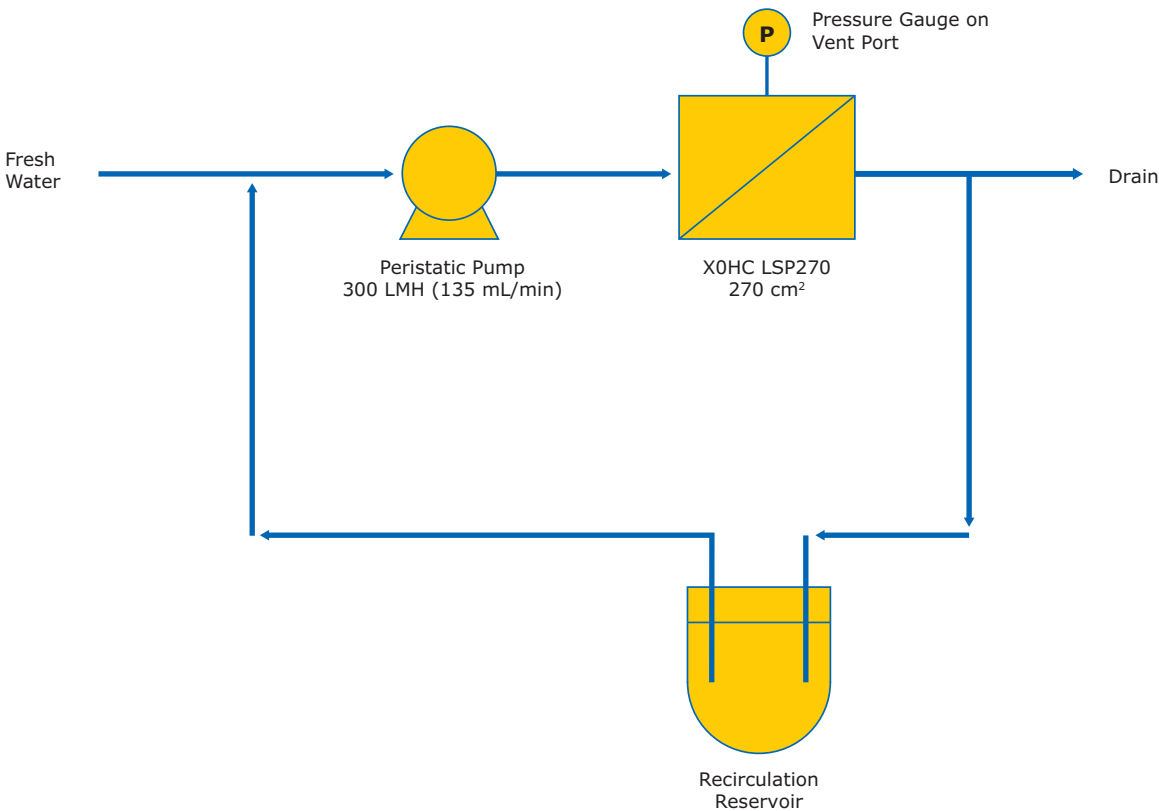 Pressure Gauge on
Vent Port
P
Fresh
Water
Drain
Peristatic Pump
300 LMH (135 mL/min)
X0HC LSP270
270 cm²
Recirculation
Reservoir